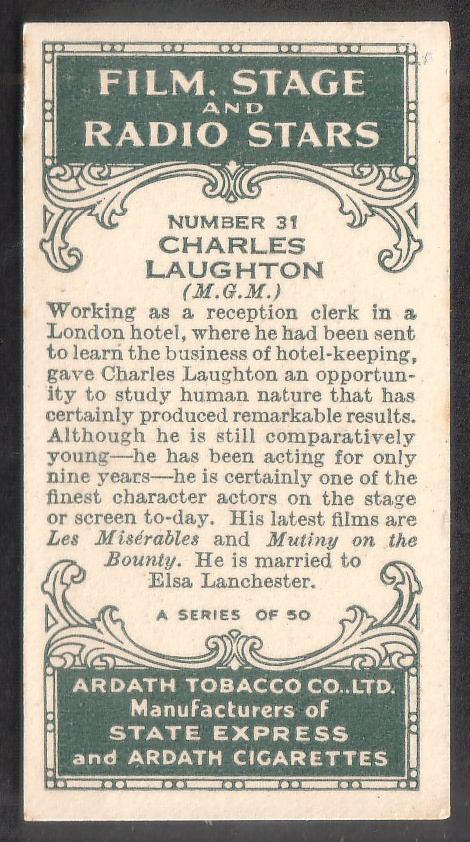 FILM. STAGE
AND
RADIO STARS
NUMBER 31
CHARLES
LAUGHTON
(M.G.M.)
Working as a reception clerk in a
London hotel, where he had been sent
to learn the business of hotel-keeping,
gave Charles Laughton an opportun-
ity to study human nature that has
certainly produced remarkable results.
Although he is still comparatively
young—he has been acting for only
nine years—he is certainly one of the
finest character actors on the stage
or screen to-day. His latest films are
Les Misérables and Mutiny on the
Bounty. He is married to
Elsa Lanchester.
A SERIES OF 50
ARDATH TOBACCO CO..LTD.
Manufacturers of
STATE EXPRESS
and ARDATH CIGARETTES